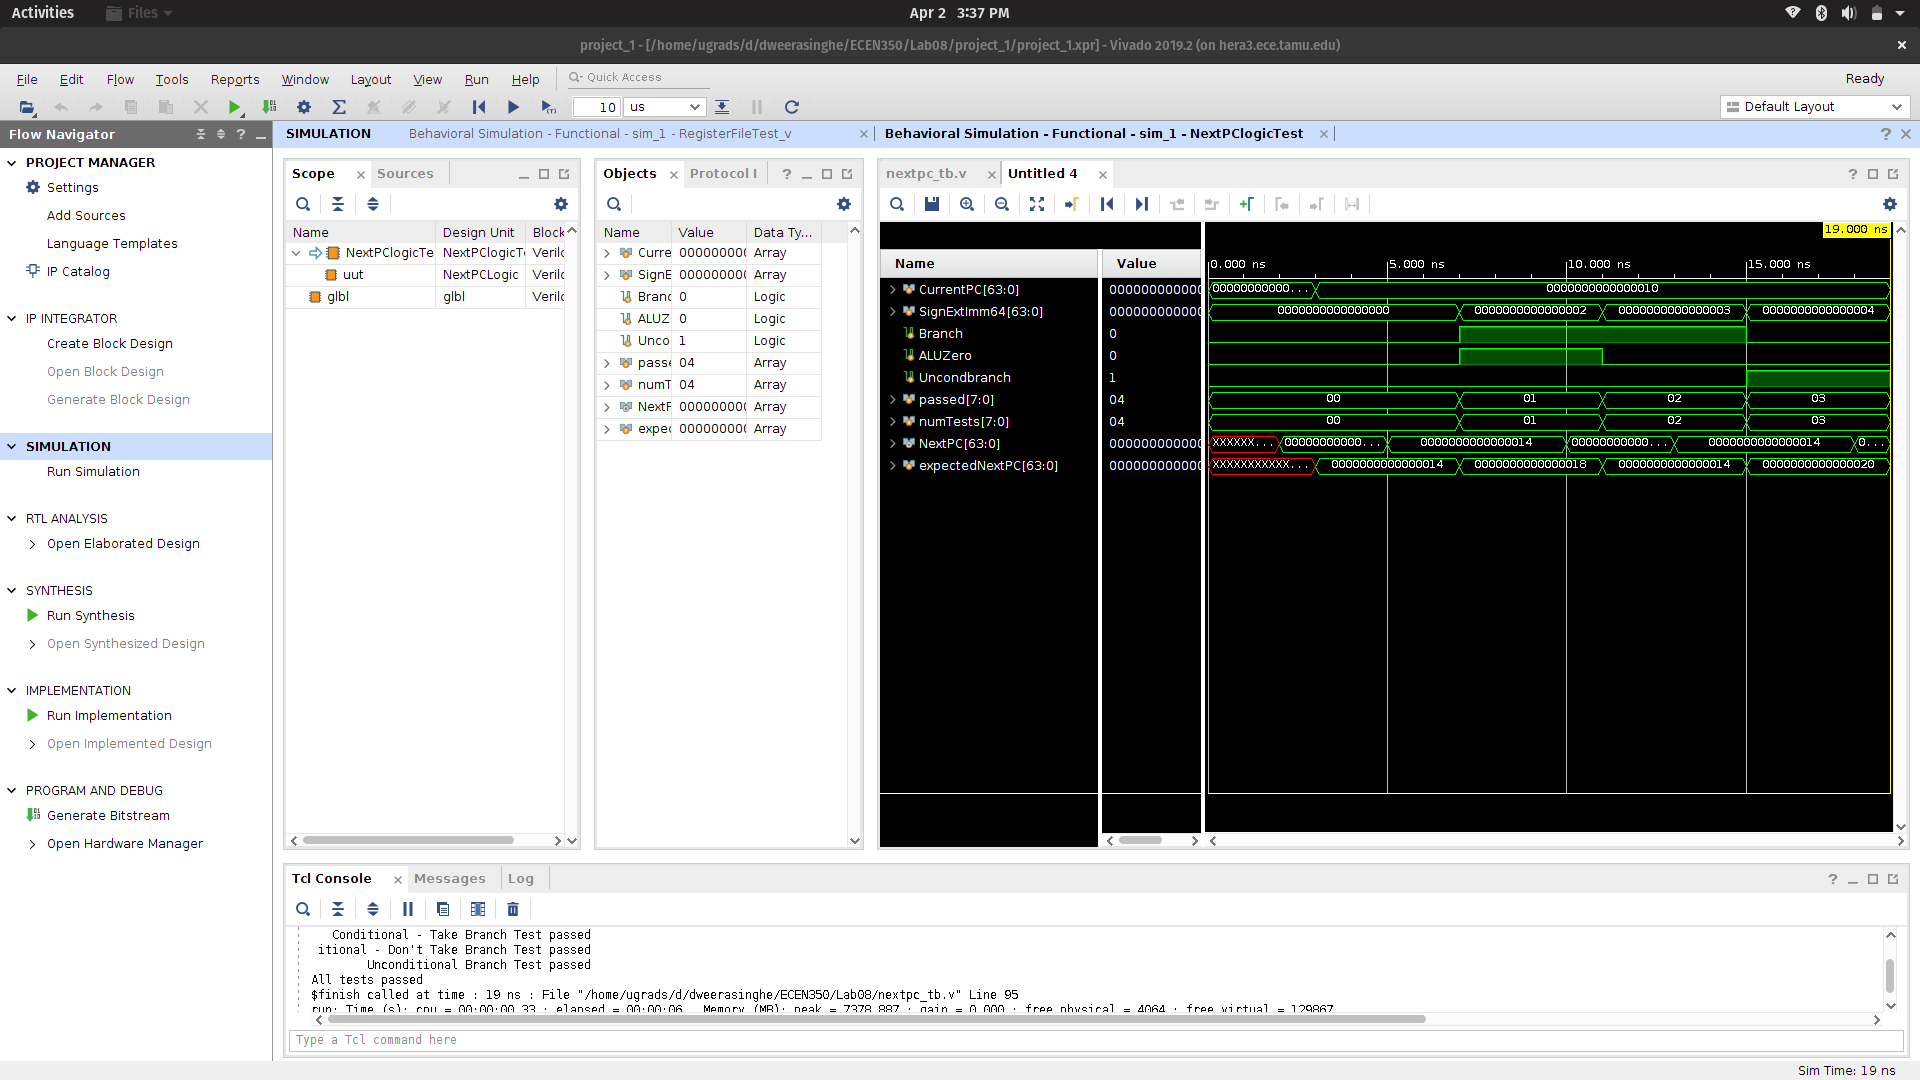 Activities
Files
Apr 2 3:37 PM
project_1 - [/home/ugrads/d/dweerasinghe/ECEN350/Lab08/project_1/project_1.xpr] - Vivado 2019.2 (on hera3.ece.tamu.edu)
File Edit Flow Tools Reports Window Layout View Run Help
Quick Access
Ready
10 us
Default Layout
Flow Navigator
PROJECT MANAGER
Settings
Add Sources
Language Templates
IP Catalog
IP INTEGRATOR
Create Block Design
Open Block Design
Generate Block Design
SIMULATION
Run Simulation
RTL ANALYSIS
Open Elaborated Design
SYNTHESIS
Run Synthesis
Open Synthesized Design
IMPLEMENTATION
Run Implementation
Open Implemented Design
PROGRAM AND DEBUG
Generate Bitstream
Open Hardware Manager
SIMULATION
Behavioral Simulation - Functional - sim_1 - RegisterFileTest_v
Behavioral Simulation - Functional - sim_1 - NextPClogicTest
Scope Sources
Name Design Unit Block
NextPClogicTe NextPClogicT Verilo
uut NextPCLogic Verilo
glbl glbl Verilo
Objects Protocol I
Name Value Data Ty...
Curre 000000000 Array
SignE 000000000 Array
Branc 0 Logic
ALUZ 0 Logic
Unco 1 Logic
passe 04 Array
numT 04 Array
NextF 000000000 Array
expec 000000000 Array
nextpc_tb.v Untitled 4
19.000 ns
Name Value
0.000 ns 5.000 ns 10.000 ns 15.000 ns
CurrentPC[63:0] 000000000000 00000000000... 0000000000000010
SignExtImm64[63:0] 000000000000 0000000000000000 0000000000000002 0000000000000003 0000000000000004
Branch 0
ALUZero 0
Uncondbranch 1
passed[7:0] 04 00 01 02 03
numTests[7:0] 04 00 01 02 03
NextPC[63:0] 000000000000 XXXXXX... 00000000000... 0000000000000014 00000000000... 0000000000000014 0...
expectedNextPC[63:0] 000000000000 XXXXXXXXXXX... 0000000000000014 0000000000000018 0000000000000014 0000000000000020
Tcl Console Messages Log
Conditional - Take Branch Test passed
itional - Don't Take Branch Test passed
Unconditional Branch Test passed
All tests passed
$finish called at time : 19 ns : File "/home/ugrads/d/dweerasinghe/ECEN350/Lab08/nextpc_tb.v" Line 95
run: Time (s): cpu = 00:00:00.33 ; elapsed = 00:00:06 . Memory (MB): peak = 7378.887 ; gain = 0.000 ; free physical = 4064 ; free virtual = 129867
Type a Tcl command here
Sim Time: 19 ns